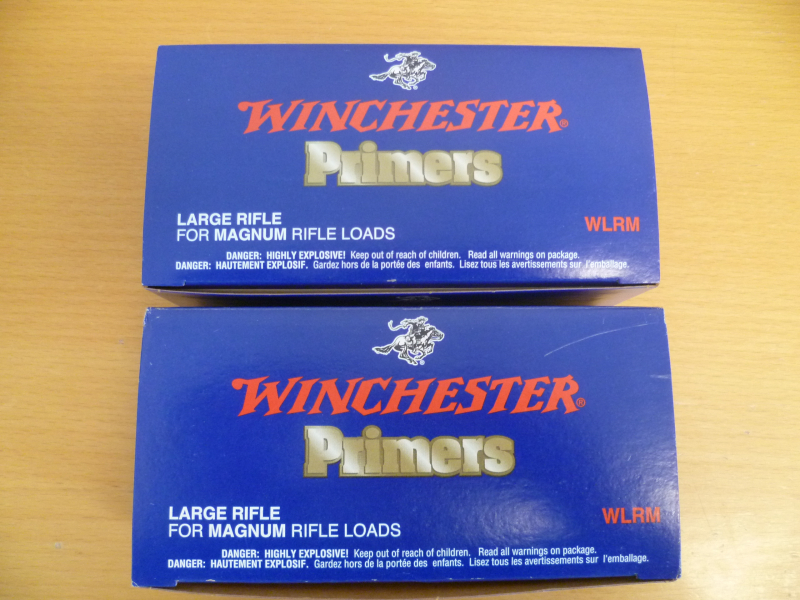 WINCHESTER®
Primers
LARGE RIFLE
FOR MAGNUM RIFLE LOADS
WLRM
DANGER: HIGHLY EXPLOSIVE! Keep out of reach of children. Read all warnings on package.
DANGER: HAUTEMENT EXPLOSIF. Gardez hors de la portée des enfants. Lisez tous les avertissements sur l'emballage.
WINCHESTER®
Primers
LARGE RIFLE
FOR MAGNUM RIFLE LOADS
WLRM
DANGER: HIGHLY EXPLOSIVE! Keep out of reach of children. Read all warnings on package.
DANGER: HAUTEMENT EXPLOSIF. Gardez hors de la portée des enfants. Lisez tous les avertissements sur l'emballage.